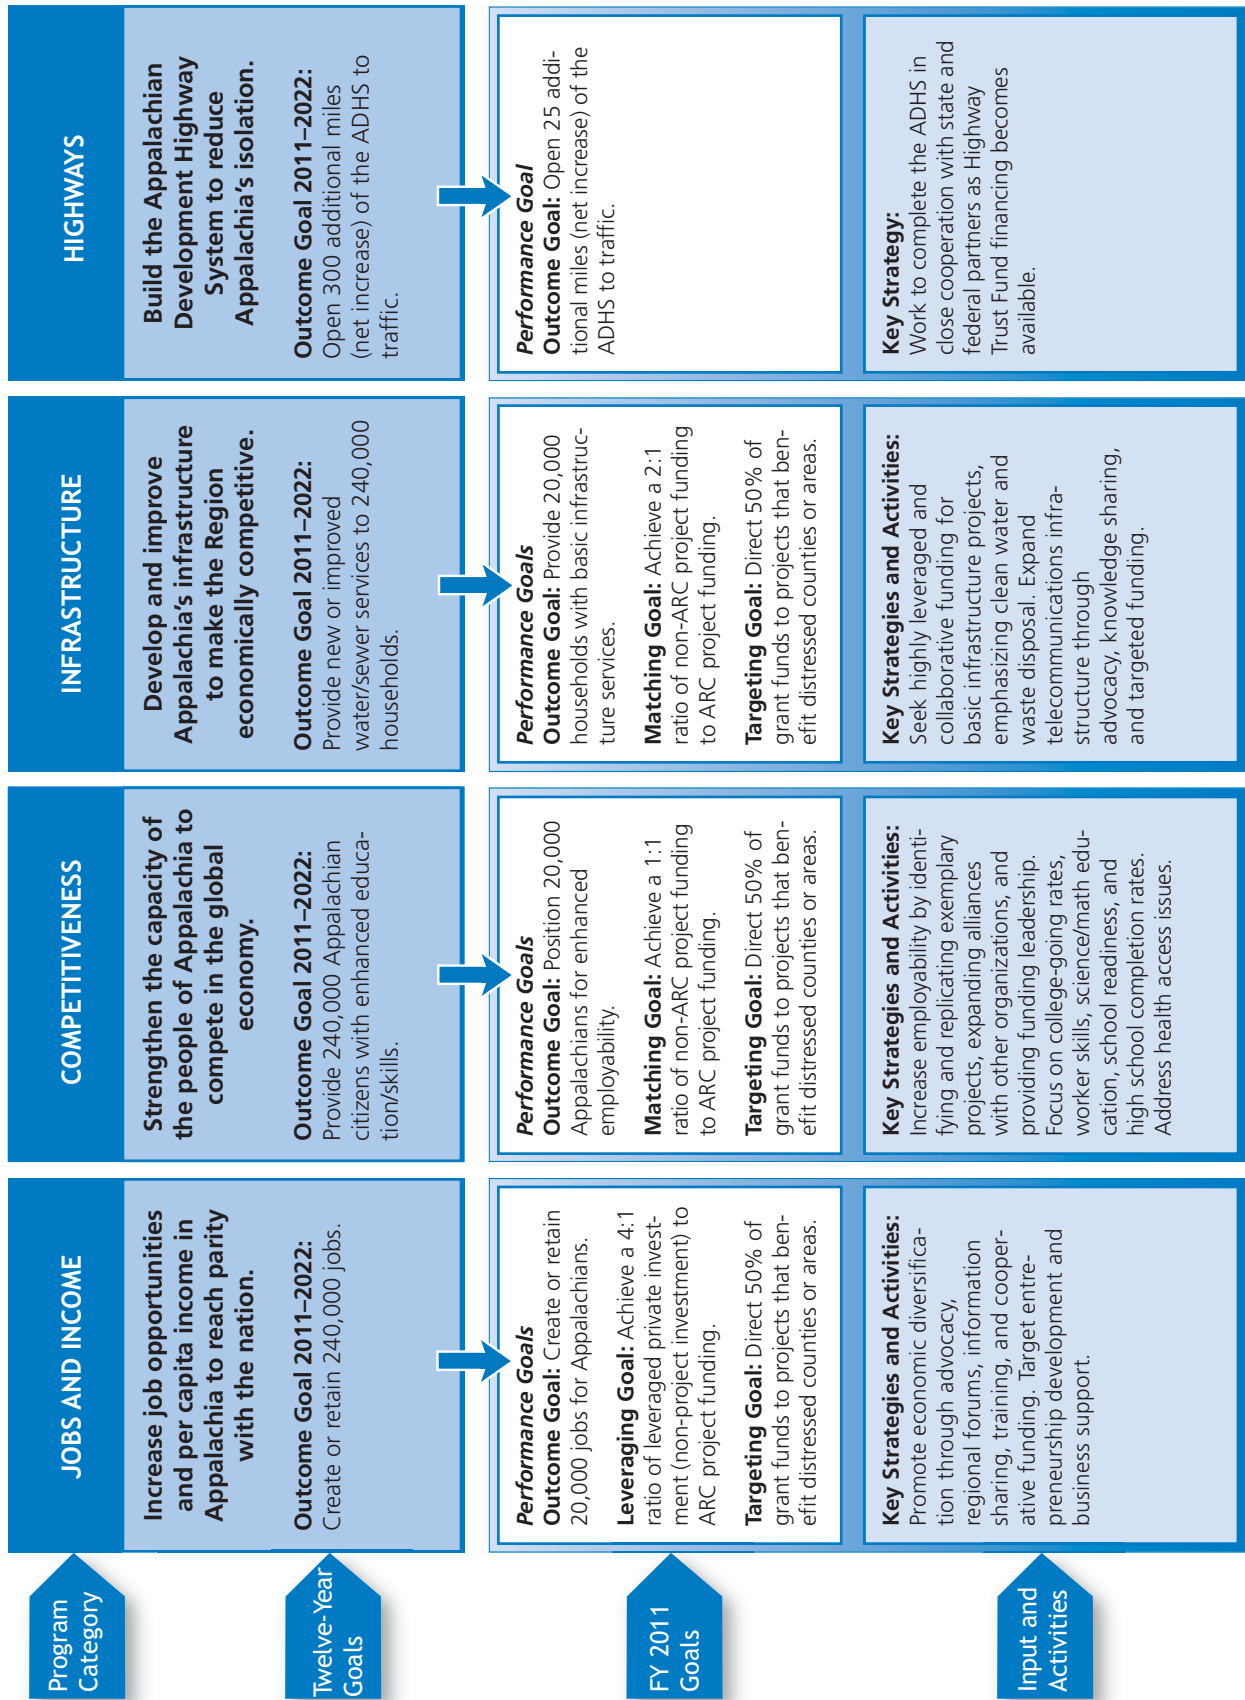 Program
Category
JOBS AND INCOME
COMPETITIVENESS
INFRASTRUCTURE
HIGHWAYS
Twelve-Year
Goals
Increase job opportunities
and per capita income in
Appalachia to reach parity
with the nation.
Outcome Goal 2011–2022:
Create or retain 240,000 jobs.
Strengthen the capacity of
the people of Appalachia to
compete in the global
economy.
Outcome Goal 2011–2022:
Provide 240,000 Appalachian
citizens with enhanced educa-
tion/skills.
Develop and improve
Appalachia’s infrastructure
to make the Region
economically competitive.
Outcome Goal 2011–2022:
Provide new or improved
water/sewer services to 240,000
households.
Build the Appalachian
Development Highway
System to reduce
Appalachia’s isolation.
Outcome Goal 2011–2022:
Open 300 additional miles
(net increase) of the ADHS to
traffic.
FY 2011
Goals
Performance Goals
Outcome Goal: Create or retain
20,000 jobs for Appalachians.
Leveraging Goal: Achieve a 4:1
ratio of leveraged private invest-
ment (non-project investment) to
ARC project funding.
Targeting Goal: Direct 50% of
grant funds to projects that ben-
efit distressed counties or areas.
Performance Goals
Outcome Goal: Position 20,000
Appalachians for enhanced
employability.
Matching Goal: Achieve a 1:1
ratio of non-ARC project funding
to ARC project funding.
Targeting Goal: Direct 50% of
grant funds to projects that ben-
efit distressed counties or areas.
Performance Goals
Outcome Goal: Provide 20,000
households with basic infrastruc-
ture services.
Matching Goal: Achieve a 2:1
ratio of non-ARC project funding
to ARC project funding.
Targeting Goal: Direct 50% of
grant funds to projects that ben-
efit distressed counties or areas.
Performance Goal
Outcome Goal: Open 25 addi-
tional miles (net increase) of the
ADHS to traffic.
Input and
Activities
Key Strategies and Activities:
Promote economic diversifica-
tion through advocacy,
regional forums, information
sharing, training, and cooper-
ative funding. Target entre-
preneurship development and
business support.
Key Strategies and Activities:
Increase employability by identi-
fying and replicating exemplary
projects, expanding alliances
with other organizations, and
providing funding leadership.
Focus on college-going rates,
worker skills, science/math edu-
cation, school readiness, and
high school completion rates.
Address health access issues.
Key Strategies and Activities:
Seek highly leveraged and
collaborative funding for
basic infrastructure projects,
emphasizing clean water and
waste disposal. Expand
telecommunications infra-
structure through
advocacy, knowledge sharing,
and targeted funding.
Key Strategy:
Work to complete the ADHS in
close cooperation with state and
federal partners as Highway
Trust Fund financing becomes
available.